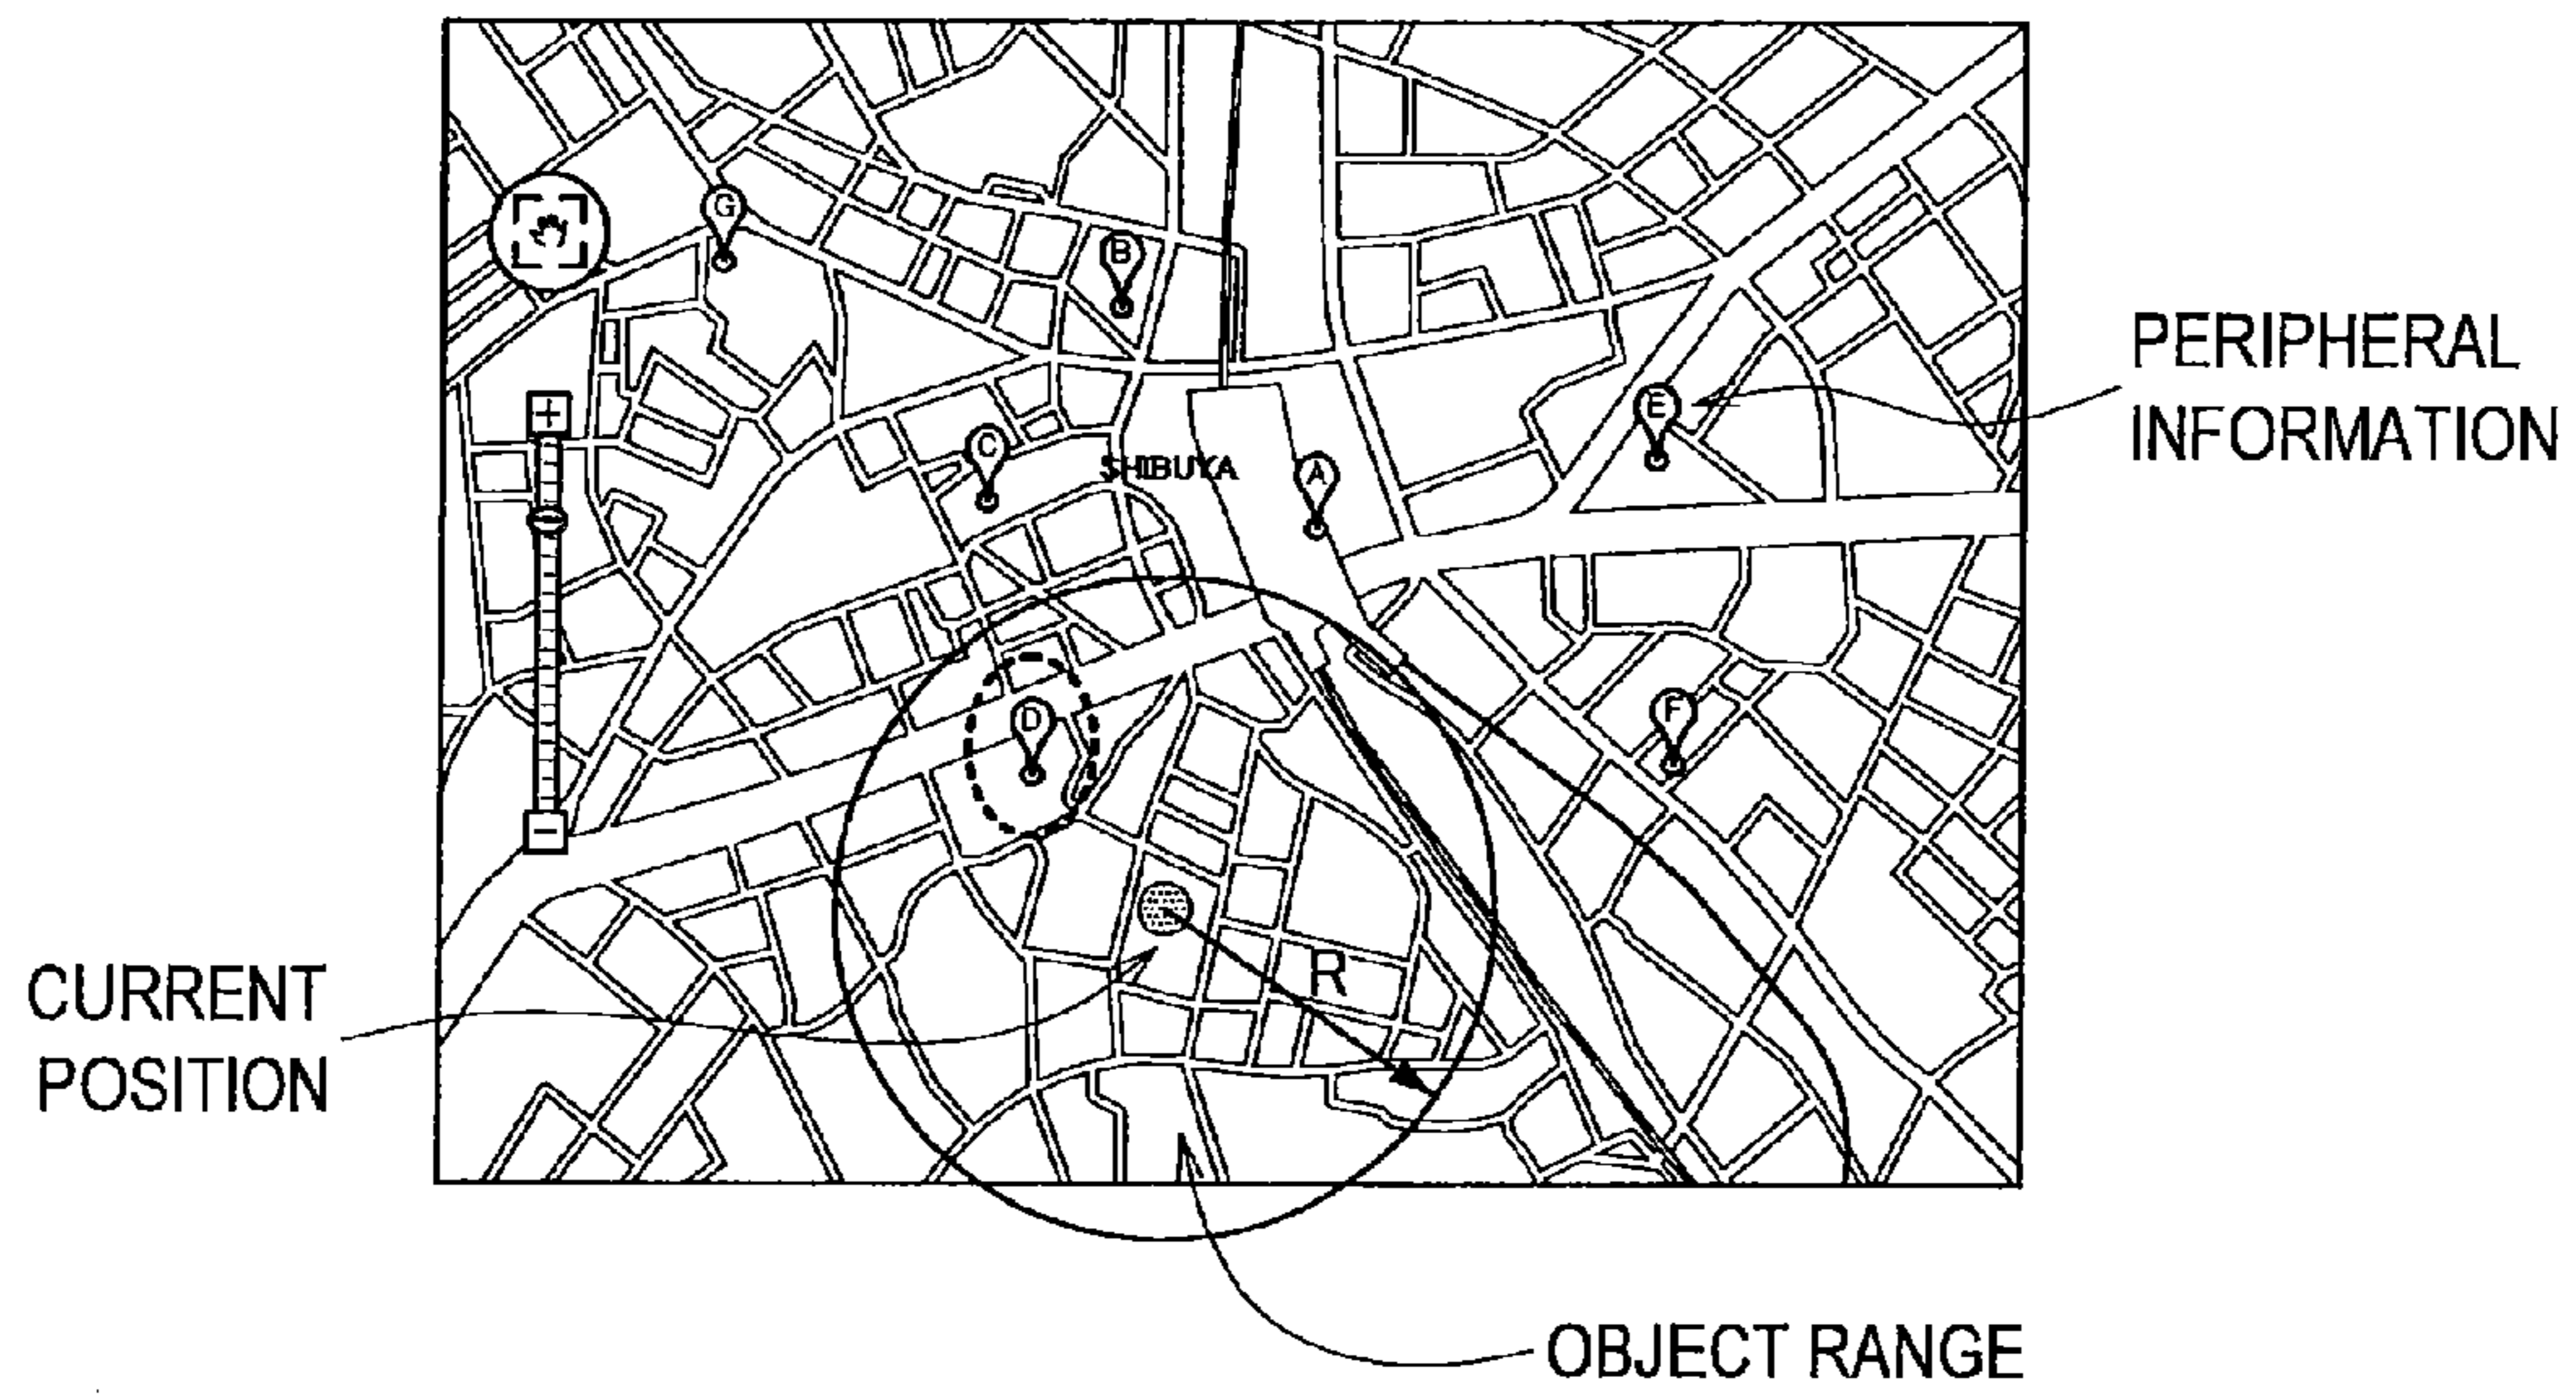 G
B
PERIPHERAL
INFORMATION
E
+
C
SHIBUYA
A
F
D
−
R
CURRENT
POSITION
OBJECT RANGE